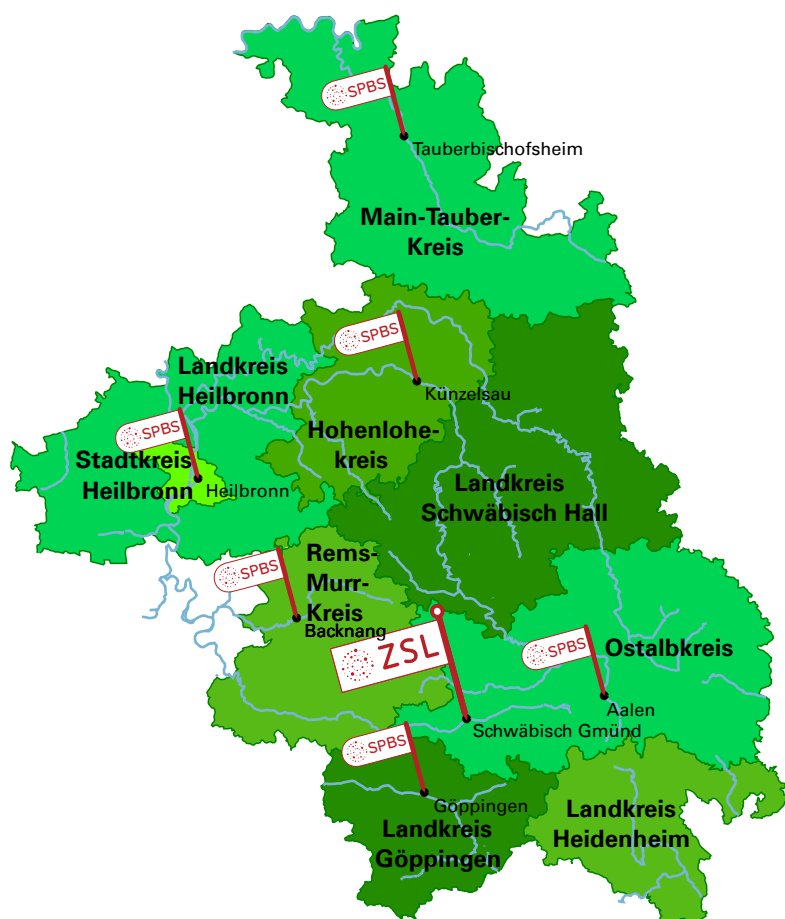 SPBS
Tauberbischofsheim
Main-Tauber-
Kreis
SPBS
Künzelsau
Landkreis
Heilbronn
SPBS
Stadtkreis
Heilbronn
Heilbronn
Hohenlohe-
kreis
Landkreis
Schwäbisch Hall
SPBS
Rems-
Murr-
Kreis
Backnang
ZSL
Schwäbisch Gmünd
SPBS
Ostalbkreis
Aalen
SPBS
Göppingen
Landkreis
Göppingen
Landkreis
Heidenheim